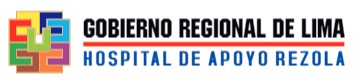 GOBIERNO REGIONAL DE LIMA
HOSPITAL DE APOYO REZOLA